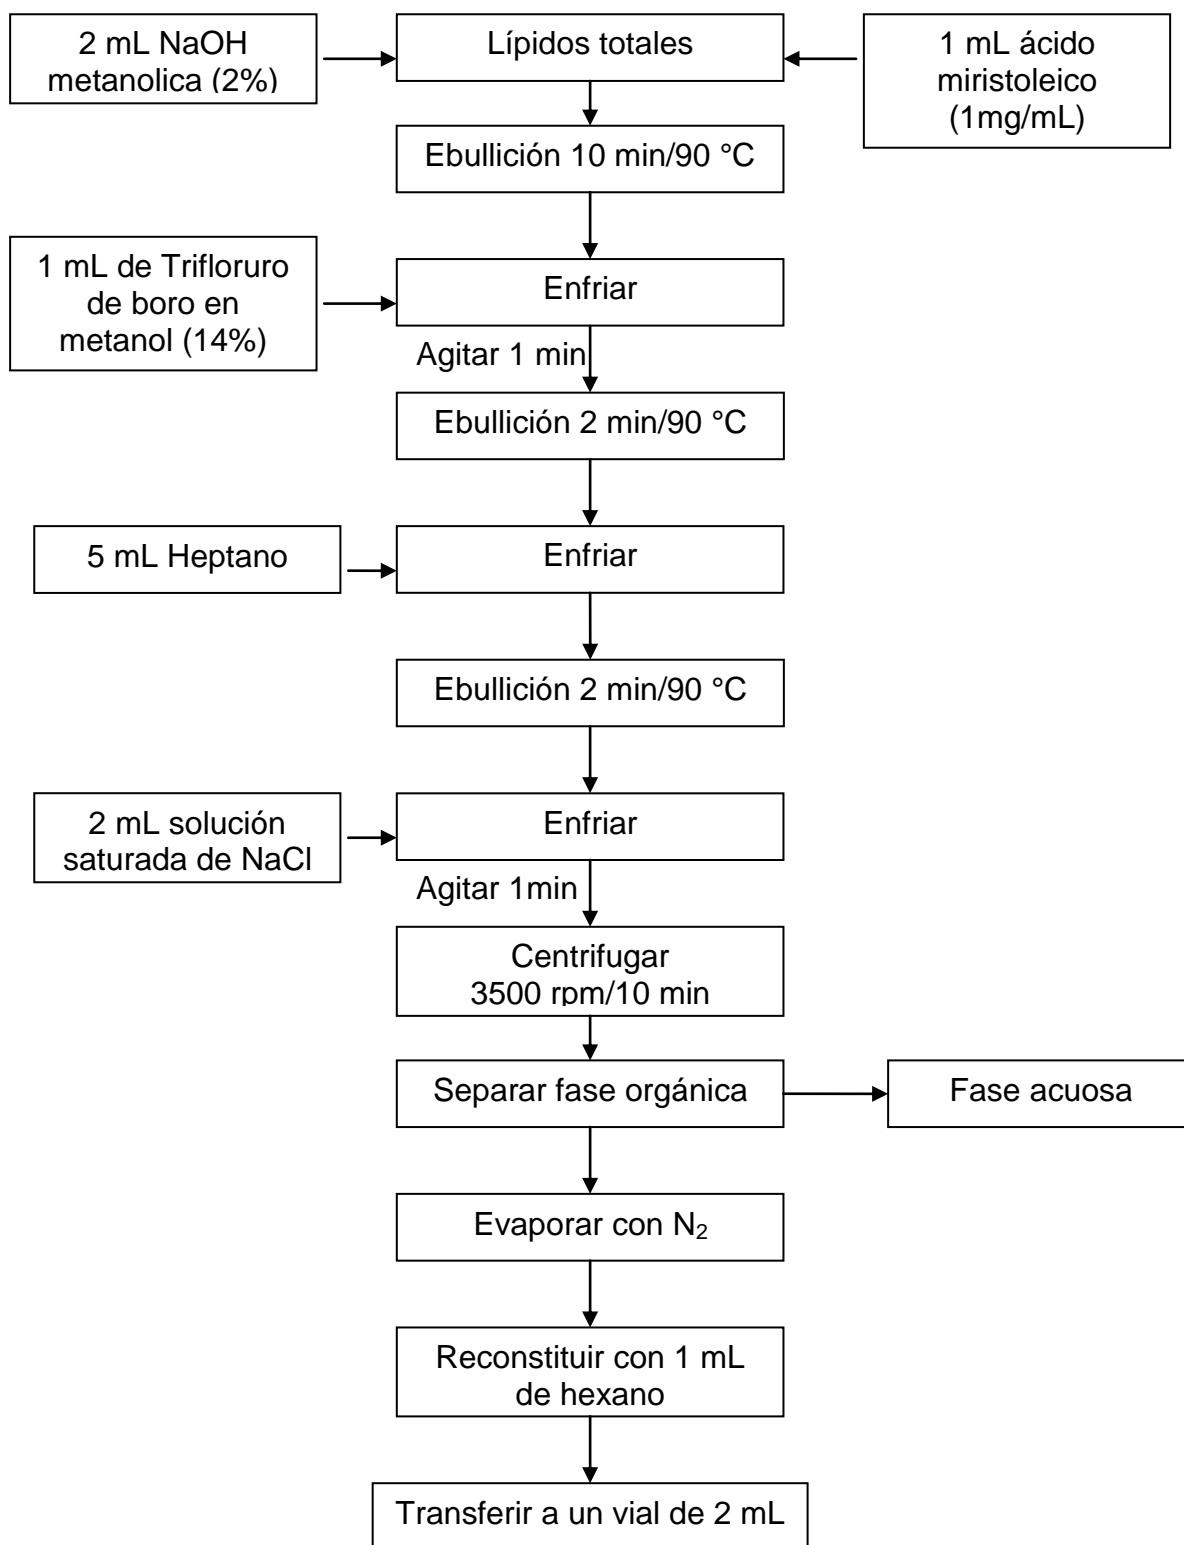 2 mL NaOH
metanolica (2%)
Lípidos totales
1 mL ácido
miristoleico
(1mg/mL)
Ebullición 10 min/90 °C
1 mL de Trifloruro
de boro en
metanol (14%)
Enfriar
Agitar 1 min
Ebullición 2 min/90 °C
5 mL Heptano
Enfriar
Ebullición 2 min/90 °C
2 mL solución
saturada de NaCl
Enfriar
Agitar 1min
Centrifugar
3500 rpm/10 min
Separar fase orgánica
Fase acuosa
Evaporar con N₂
Reconstituir con 1 mL
de hexano
Transferir a un vial de 2 mL